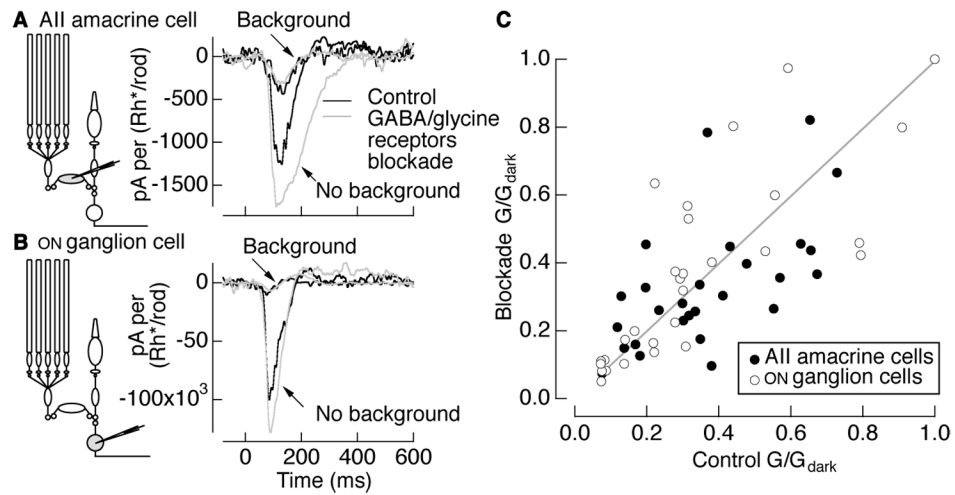 A AII amacrine cell
Background
0
-500
-1000
-1500
pA per (Rh*/rod)
Control
GABA/glycine
receptors
blockade
No background
B ON ganglion cell
Background
0
-50
-100x10³
pA per
(Rh*/rod)
No background
0 200 400 600
Time (ms)
C
1.0
0.8
0.6
0.4
0.2
0.0
Blockade G/Gdark
AII amacrine cells
ON ganglion cells
0.0 0.2 0.4 0.6 0.8 1.0
Control G/Gdark